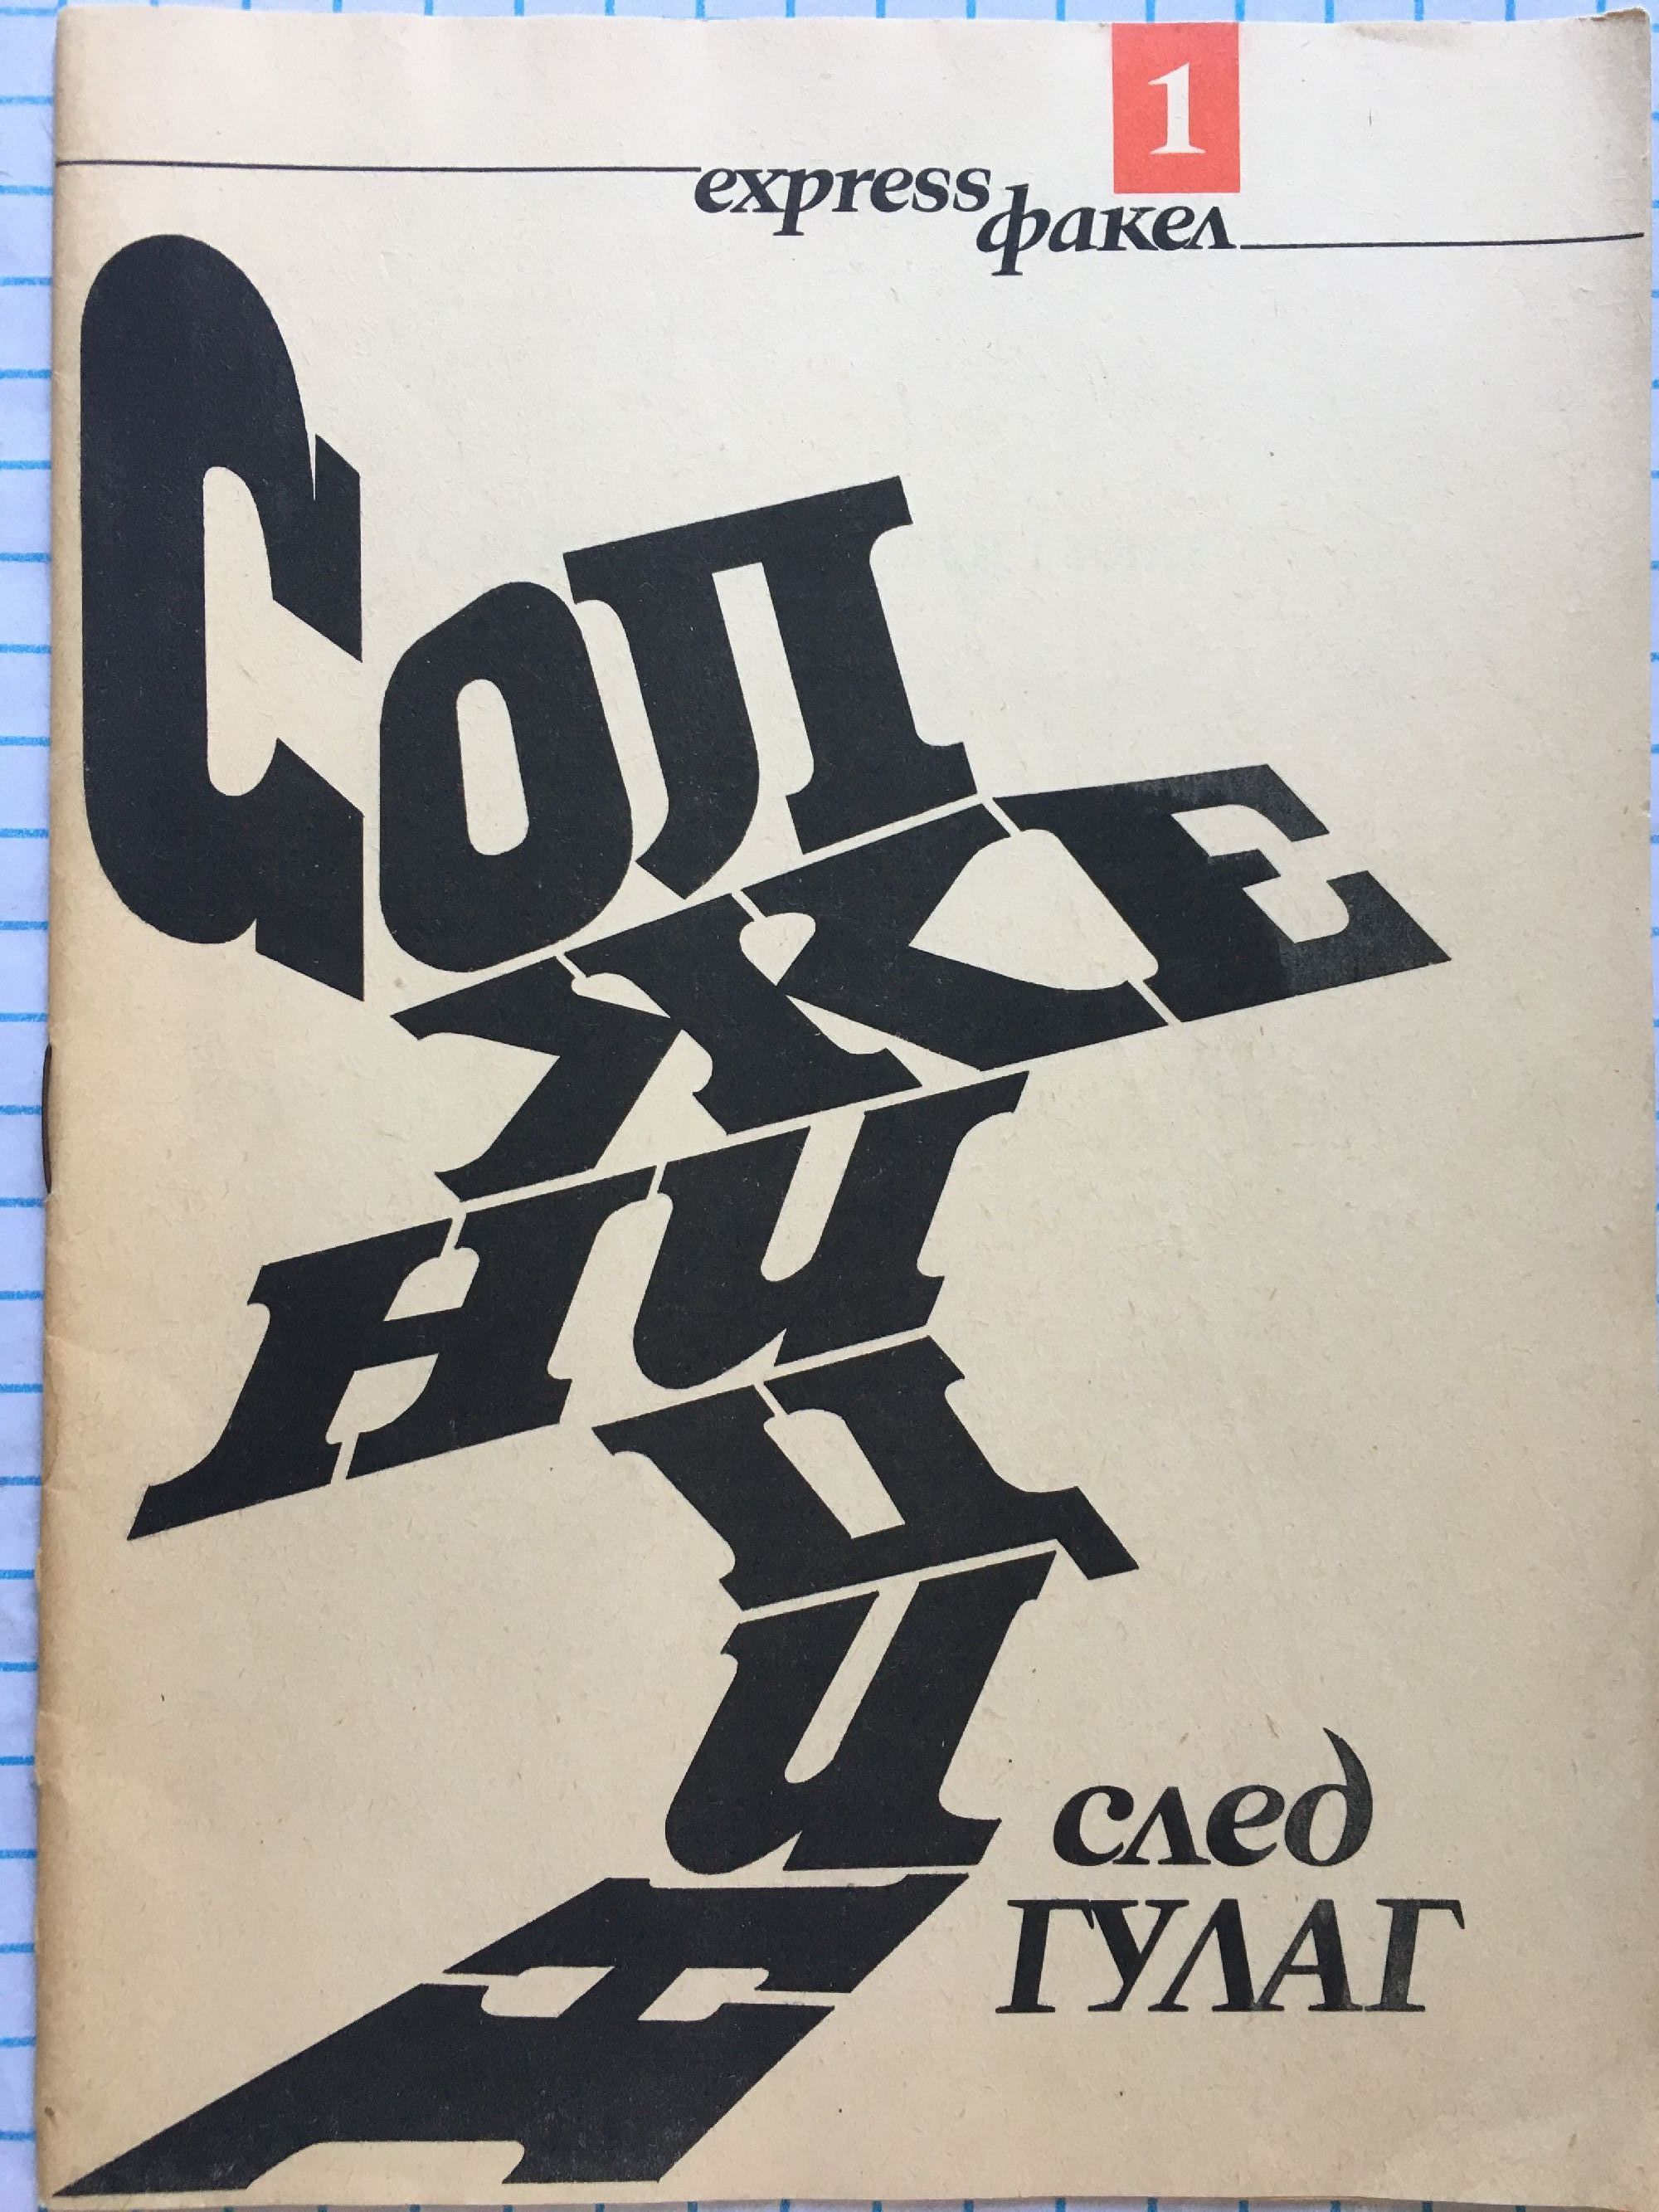 1
express
факел
Сол
же
ни
ц
и
н
след
ГУЛАГ